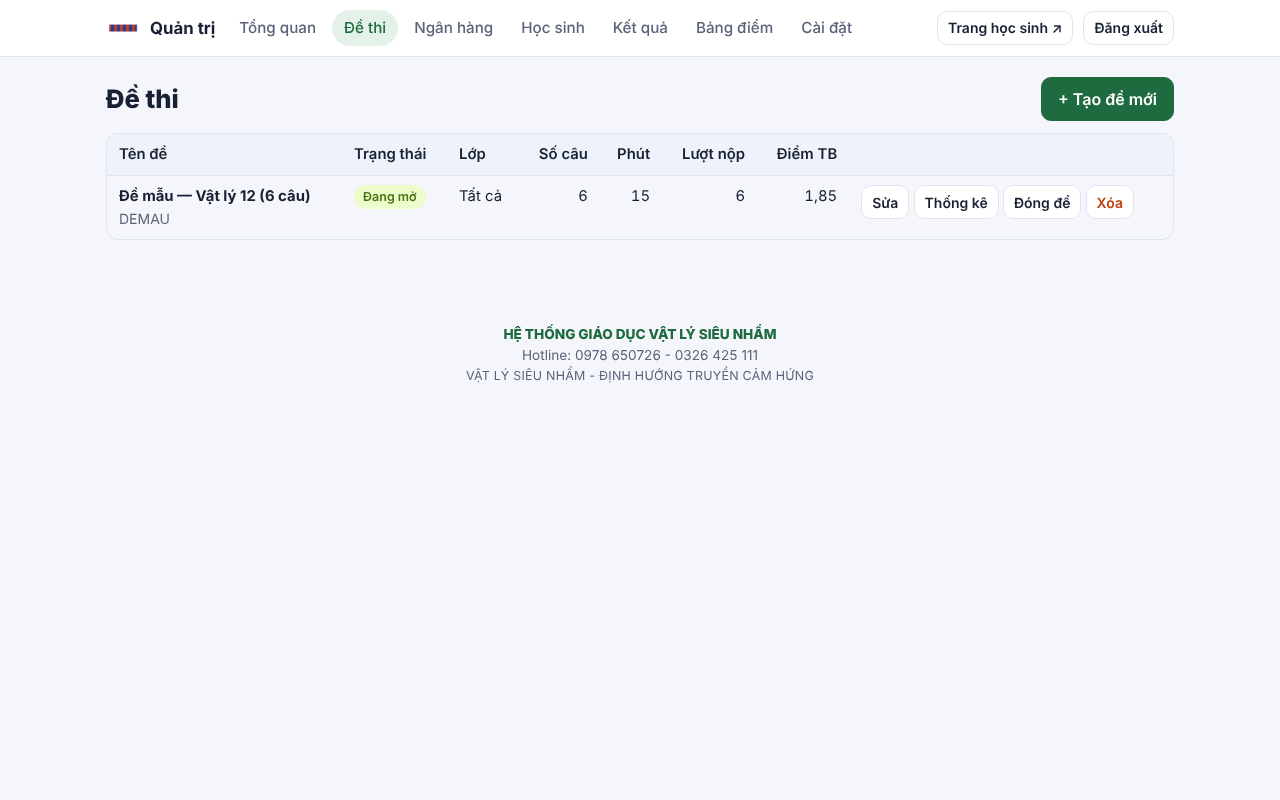 Quản trị Tổng quan Đề thi Ngân hàng Học sinh Kết quả Bảng điểm Cài đặt Trang học sinh ↗ Đăng xuất
Đề thi + Tạo đề mới
Tên đề Trạng thái Lớp Số câu Phút Lượt nộp Điểm TB
Đề mẫu — Vật lý 12 (6 câu) Đang mở Tất cả 6 15 6 1,85 Sửa Thống kê Đóng đề Xóa
DEMAU
HỆ THỐNG GIÁO DỤC VẬT LÝ SIÊU NHẦM
Hotline: 0978 650726 - 0326 425 111
VẬT LÝ SIÊU NHẦM - ĐỊNH HƯỚNG TRUYỀN CẢM HỨNG